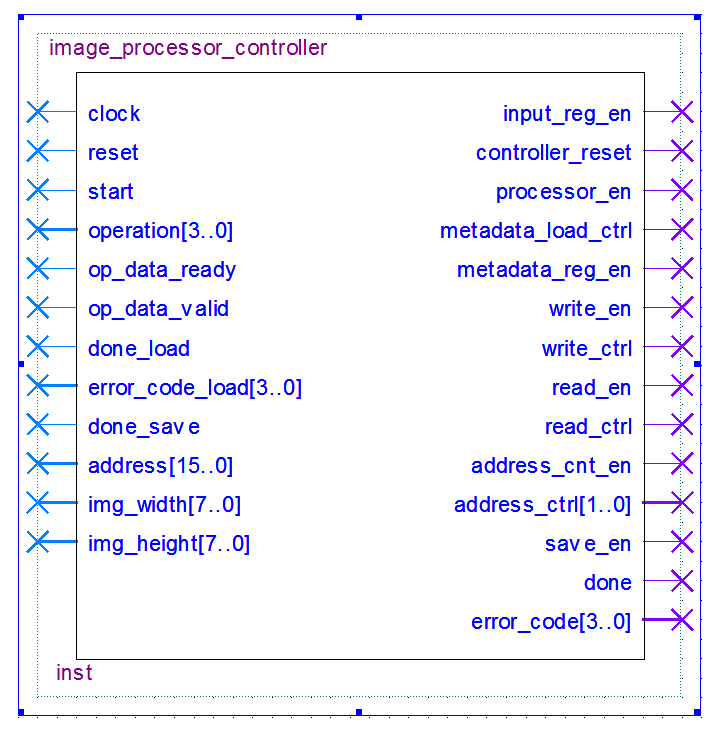 image_processor_controller
clock
reset
start
operation[3..0]
op_data_ready
op_data_valid
done_load
error_code_load[3..0]
done_save
address[15..0]
img_width[7..0]
img_height[7..0]
input_reg_en
controller_reset
processor_en
metadata_load_ctrl
metadata_reg_en
write_en
write_ctrl
read_en
read_ctrl
address_cnt_en
address_ctrl[1..0]
save_en
done
error_code[3..0]
inst